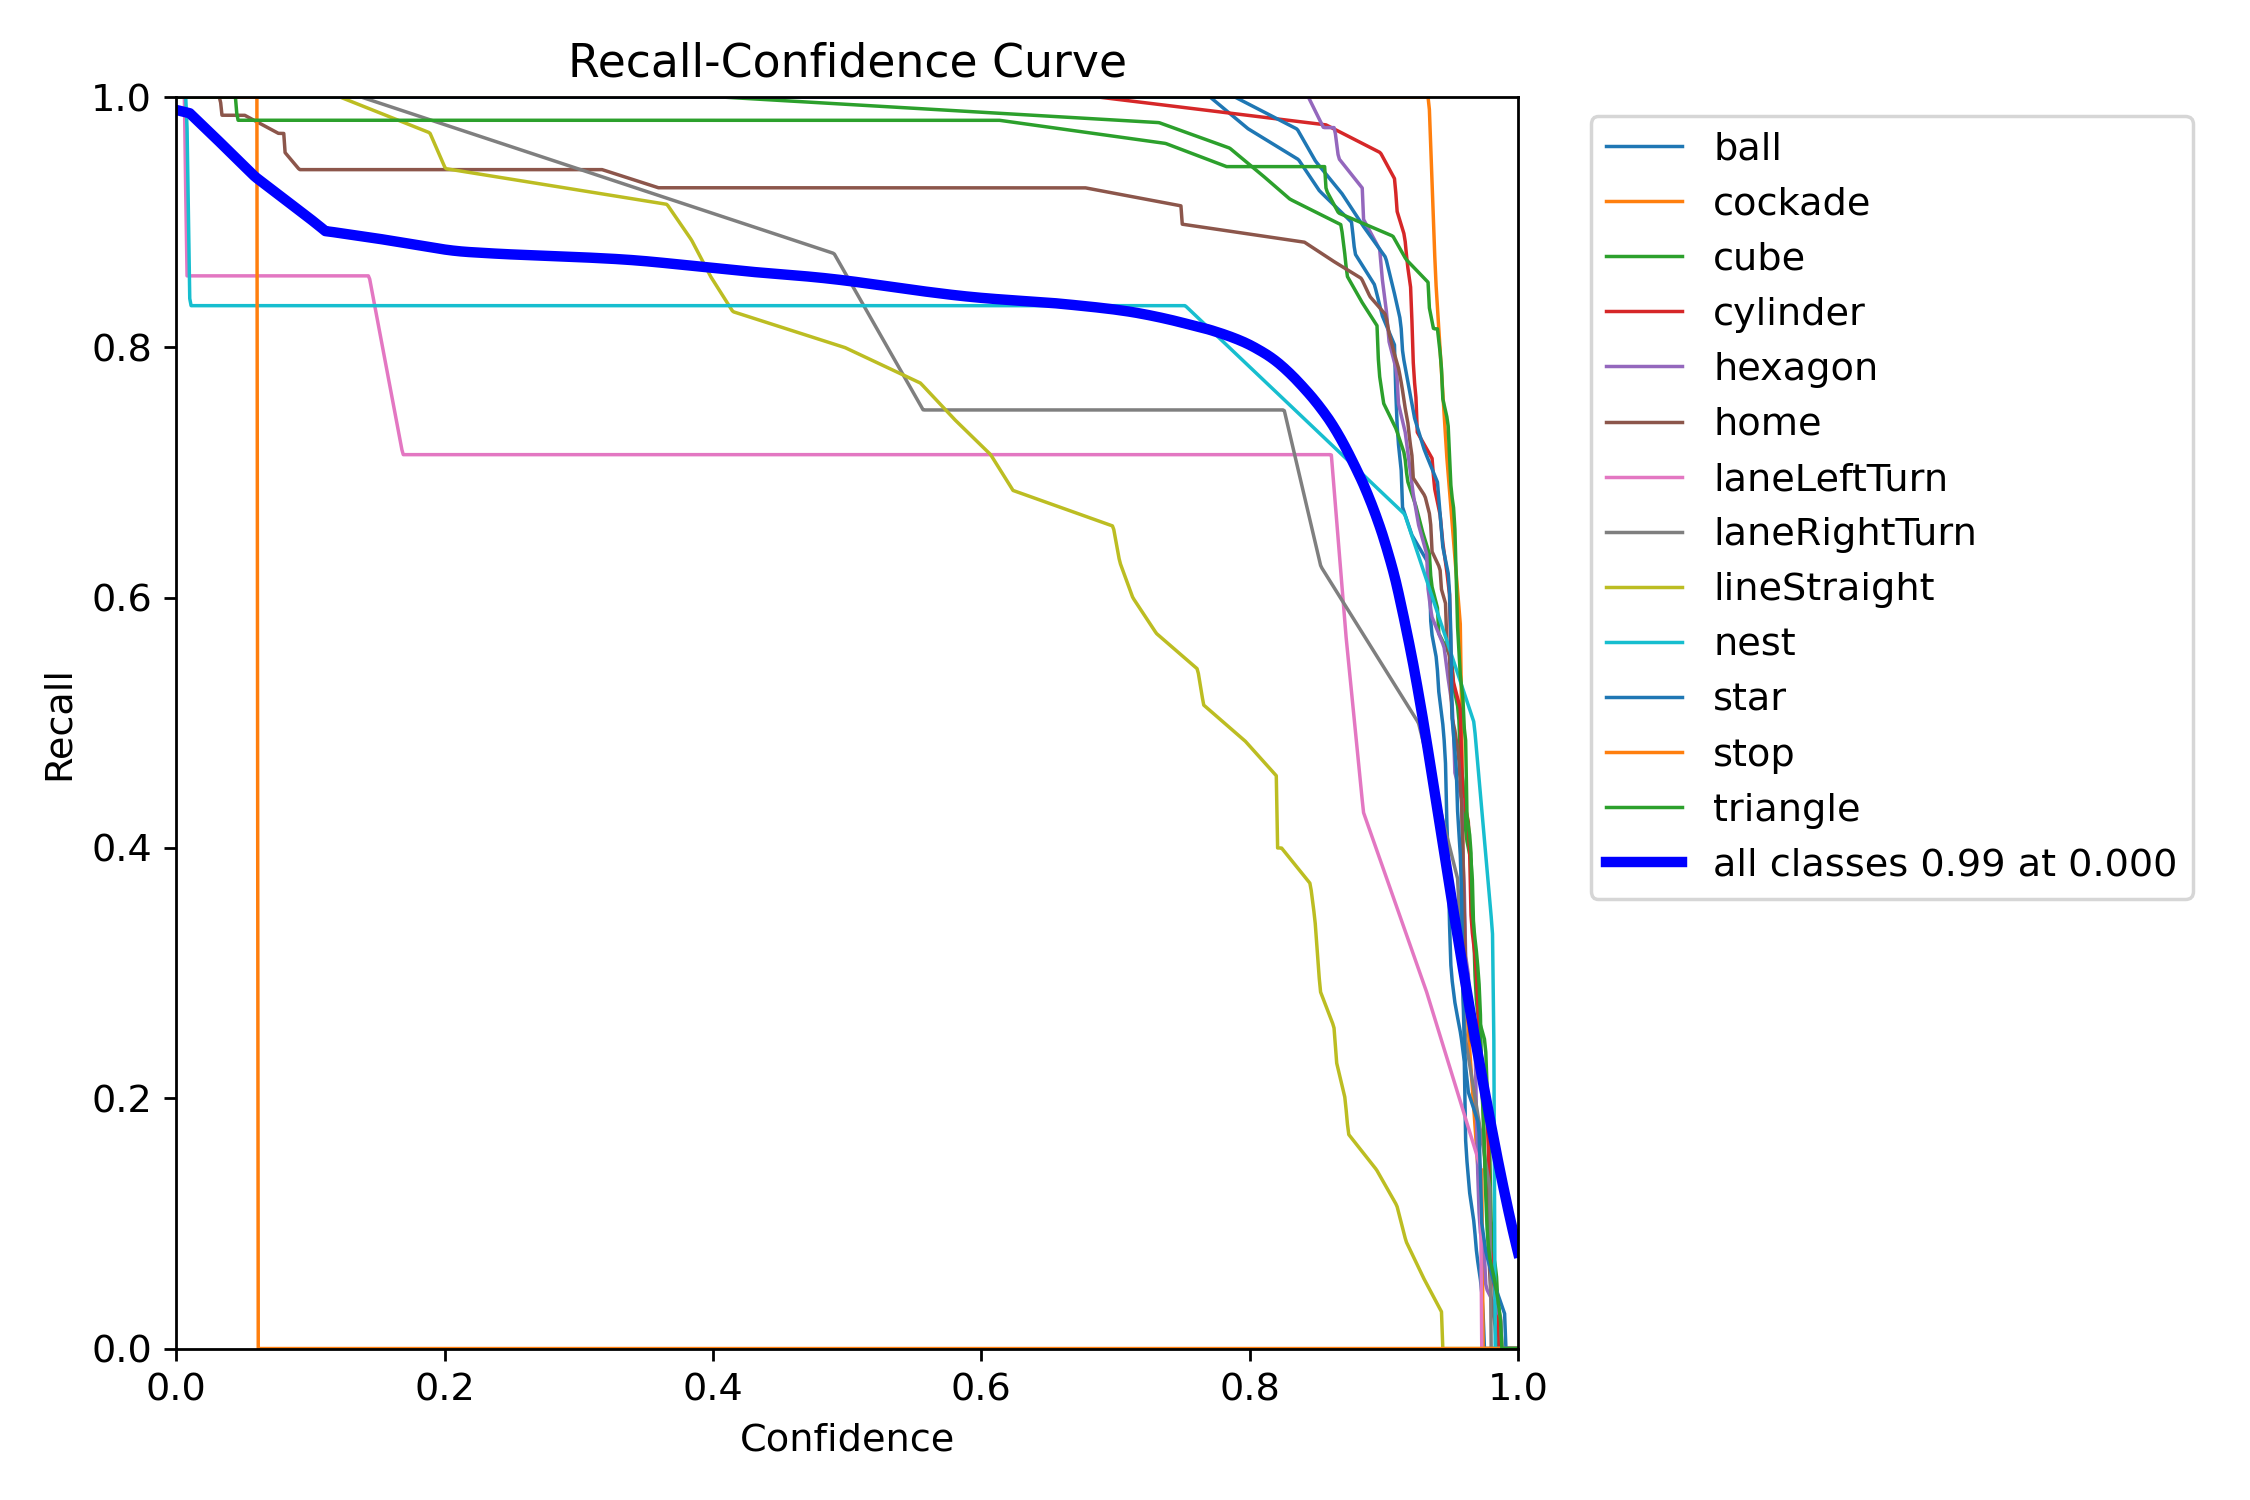 Recall-Confidence Curve
1.0
0.8
0.6
0.4
0.2
0.0
Recall
0.0 0.2 0.4 0.6 0.8 1.0
Confidence
ball
cockade
cube
cylinder
hexagon
home
laneLeftTurn
laneRightTurn
lineStraight
nest
star
stop
triangle
all classes 0.99 at 0.000